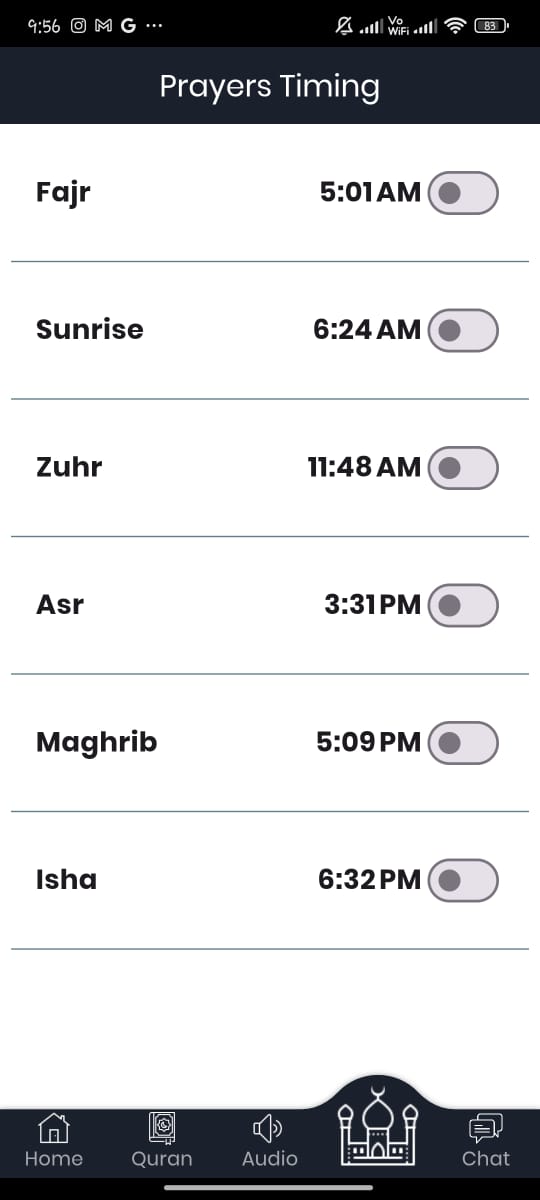 9:56 M G ...
Vo WiFi 83
Prayers Timing
Fajr 5:01 AM
Sunrise 6:24 AM
Zuhr 11:48 AM
Asr 3:31 PM
Maghrib 5:09 PM
Isha 6:32 PM
Home Quran Audio Chat